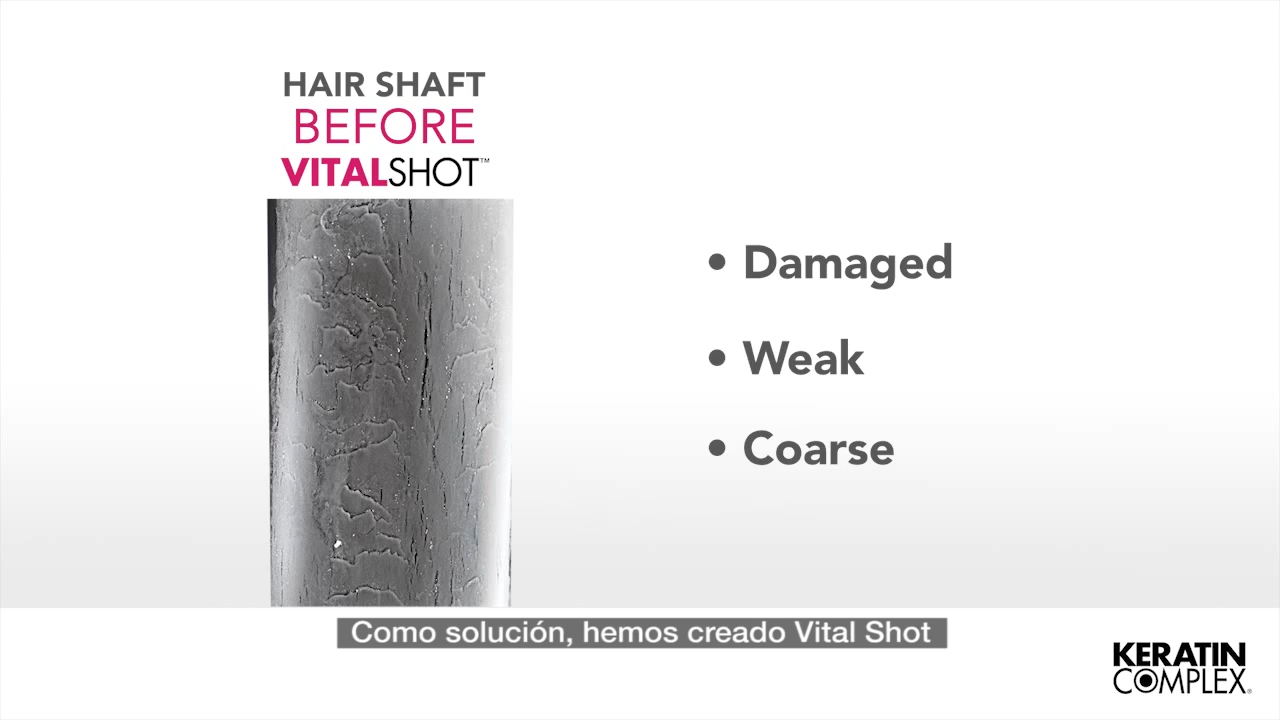 HAIR SHAFT
BEFORE
VITALSHOT™
• Damaged
• Weak
• Coarse
Como solución, hemos creado Vital Shot
KERATIN
COMPLEX®